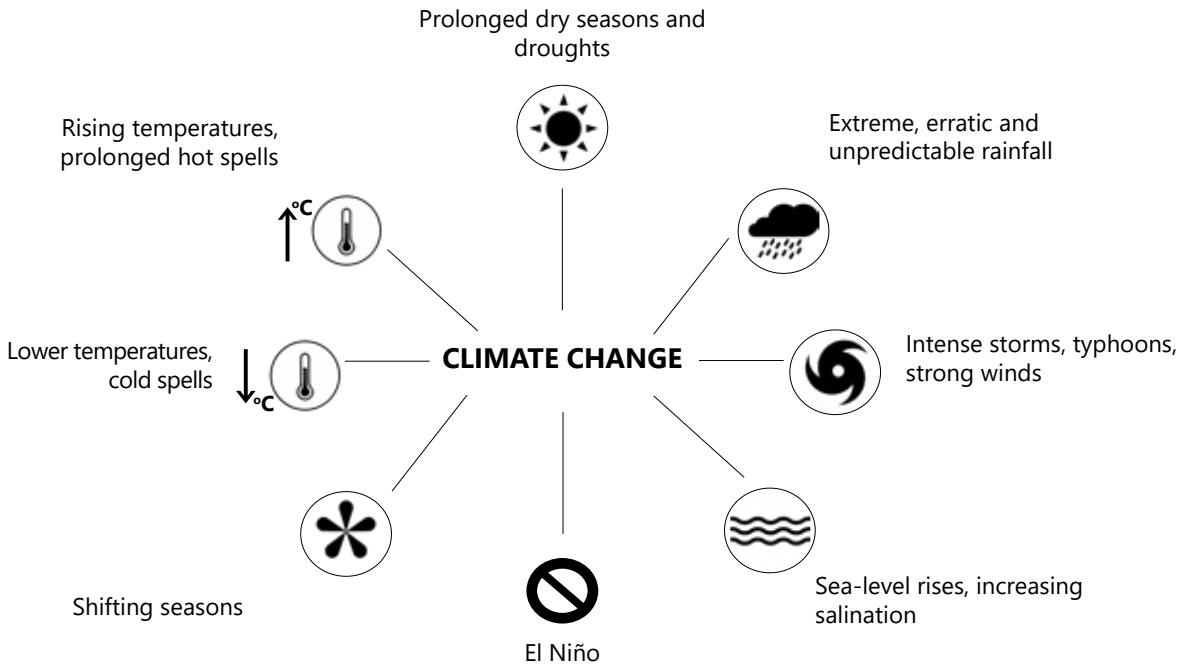 Prolonged dry seasons and
droughts
Rising temperatures,
prolonged hot spells
Extreme, erratic and
unpredictable rainfall
°C
Lower temperatures,
cold spells
°C
CLIMATE CHANGE
Intense storms, typhoons,
strong winds
Shifting seasons
El Niño
Sea-level rises, increasing
salination